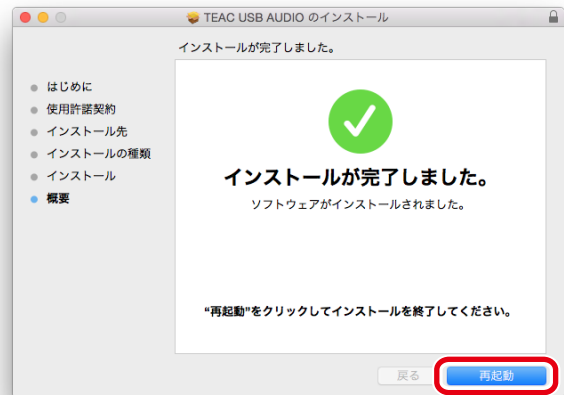 TEAC USB AUDIO のインストール
インストールが完了しました。
はじめに
使用許諾契約
インストール先
インストールの種類
インストール
概要
インストールが完了しました。
ソフトウェアがインストールされました。
“再起動”をクリックしてインストールを終了してください。
戻る
再起動